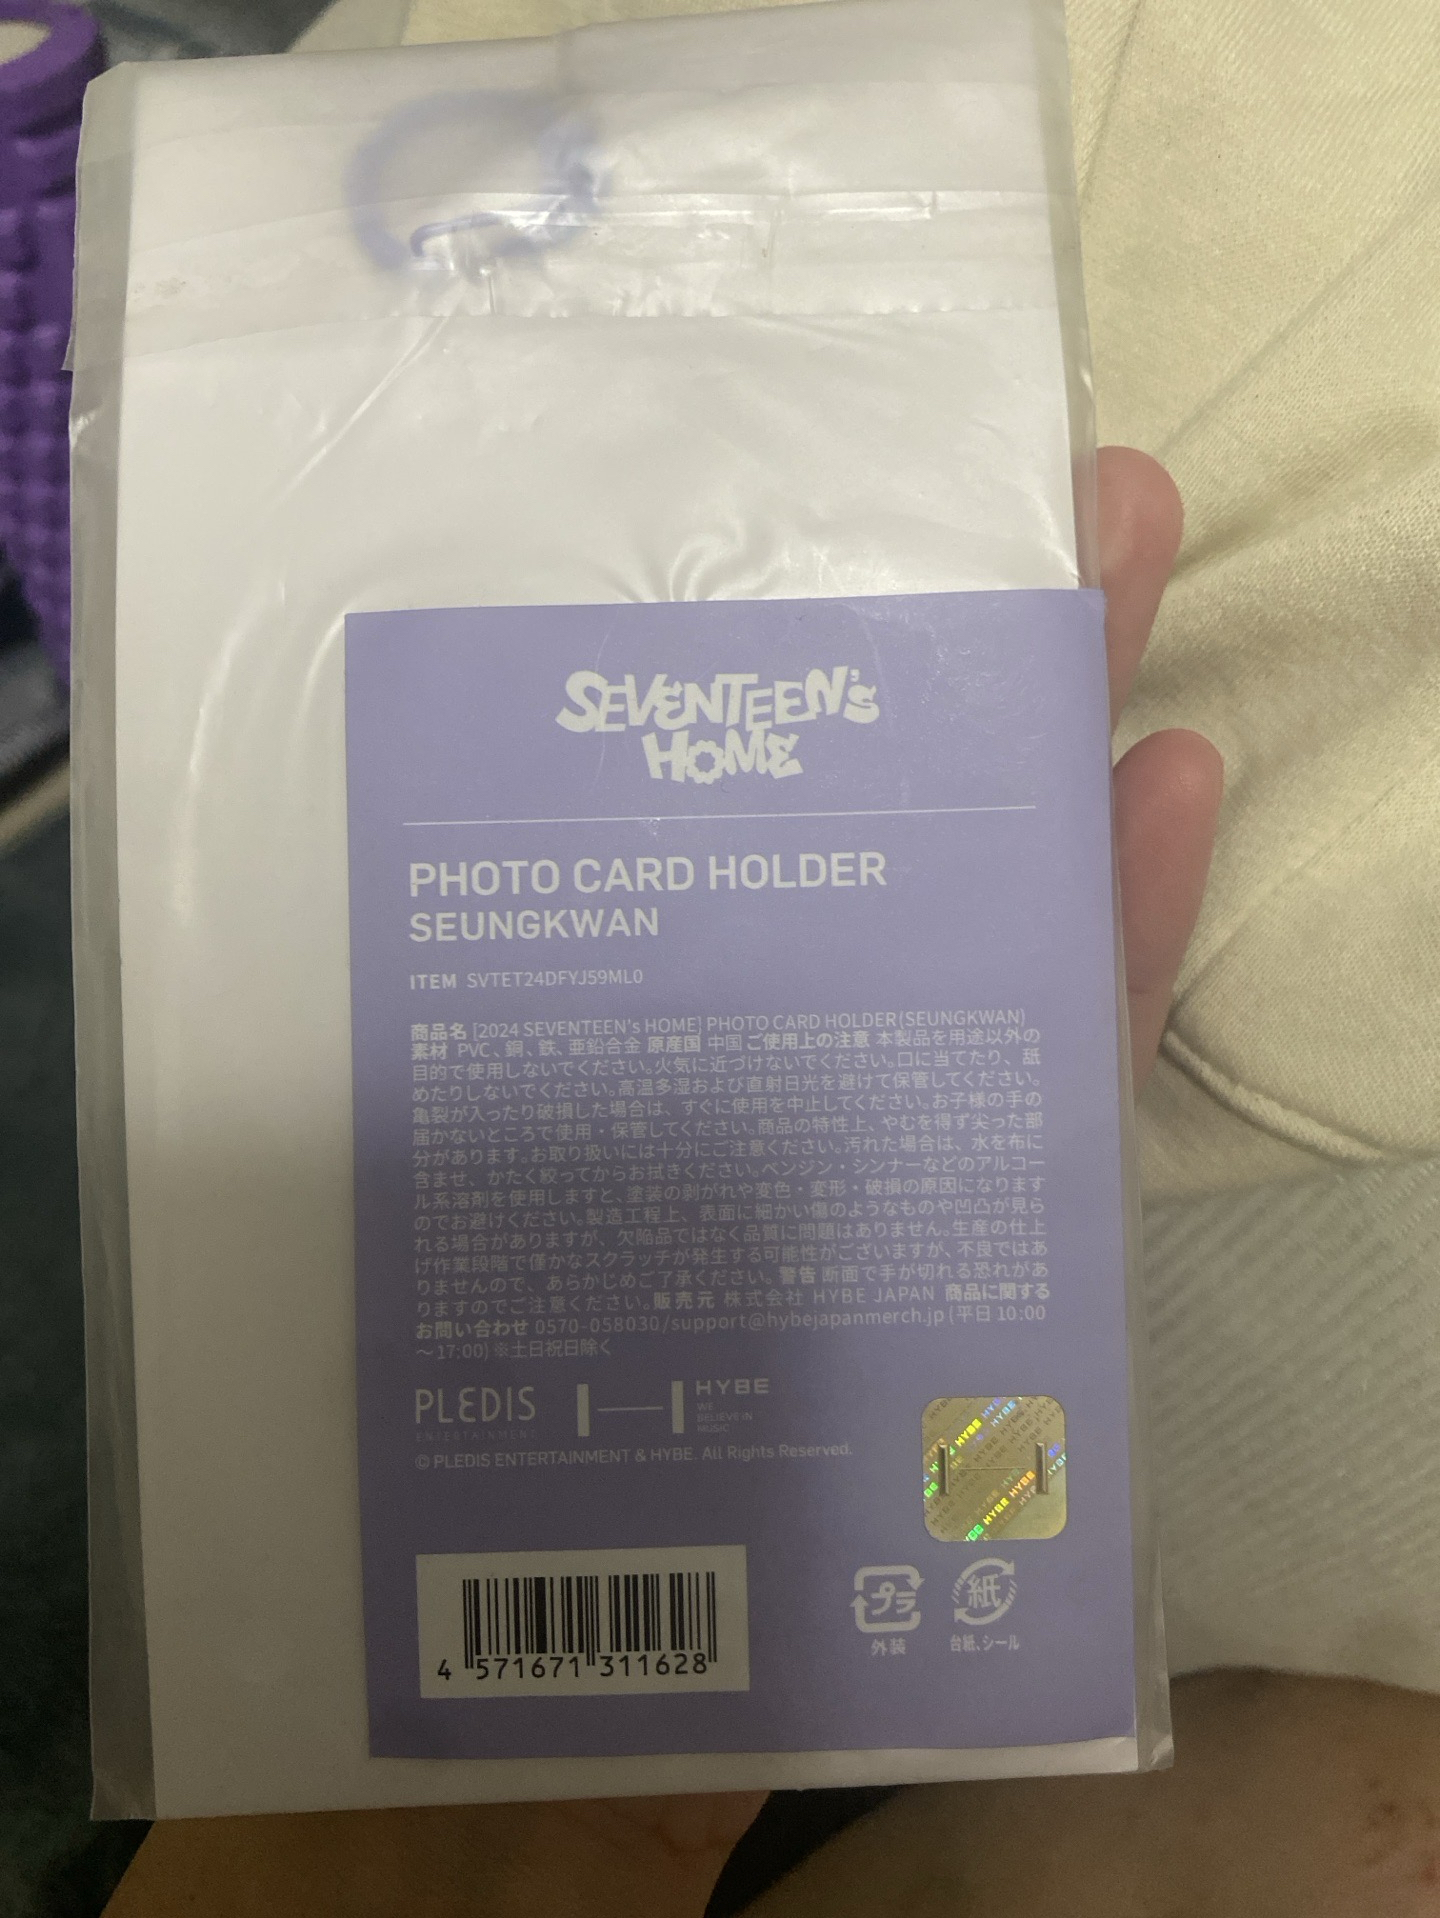 SEVENTEEN's
HOME
PHOTO CARD HOLDER
SEUNGKWAN
ITEM SVTET24DFYJ59ML0
商品名 [2024 SEVENTEEN's HOME] PHOTO CARD HOLDER(SEUNGKWAN)
素材 PVC、銅、鉄、亜鉛合金 原産国 中国 ご使用上の注意 本製品を用途以外の
目的で使用しないでください。火気に近づけないでください。口に当てたり、舐
めたりしないでください。高温多湿および直射日光を避けて保管してください。
亀裂が入ったり破損した場合は、すぐに使用を中止してください。お子様の手の
届かないところで使用・保管してください。商品の特性上、やむを得ず尖った部
分があります。お取り扱いには十分にご注意ください。汚れた場合は、水を布に
含ませ、かたく絞ってからお拭きください。ベンジン・シンナーなどのアルコー
ル系溶剤を使用しますと、塗装の剥がれや変色・変形・破損の原因になります
のでお避けください。製造工程上、表面に細かい傷のようなものや凹凸が見ら
れる場合がありますが、欠陥品ではなく品質に問題はありません。生産の仕上
げ作業段階で僅かなスクラッチが発生する可能性がございますが、不良ではあ
りませんので、あらかじめご了承ください。警告 断面で手が切れる恐れがあ
りますのでご注意ください。販売元 株式会社 HYBE JAPAN 商品に関する
お問い合わせ 0570-058030/support@hybejapanmerch.jp (平日 10:00
～17:00) ※土日祝日除く
PLEDIS
ENTERTAINMENT
HYBE
WE
BELIEVE IN
MUSIC
© PLEDIS ENTERTAINMENT & HYBE. All Rights Reserved.
HYBE HYBE HYBE
4 571671 311628
プラ
外装
紙
台紙、シール